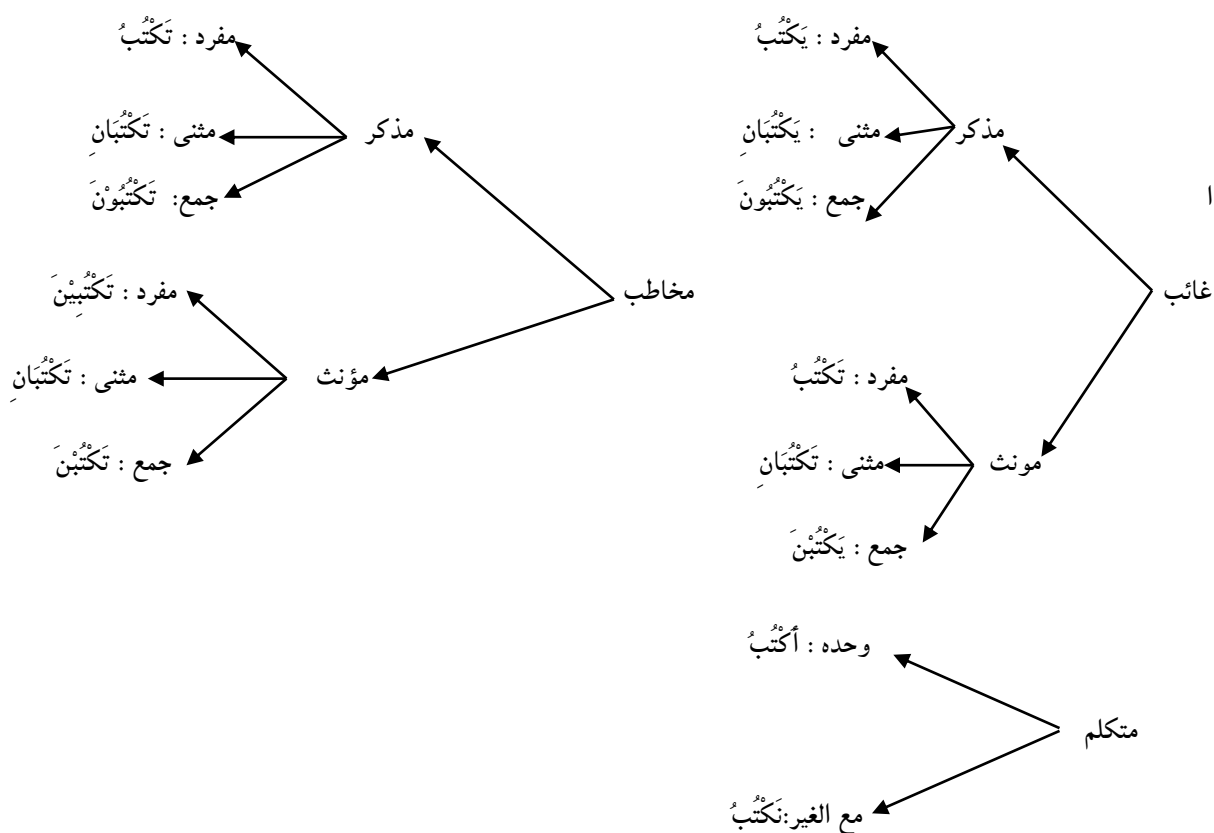 ا
غائب
مذكر
مفرد : يَكْتُبُ
مثنى : يَكْتُبَانِ
جمع : يَكْتُبُونَ
مونث
مفرد : تَكْتُبُ
مثنى : تَكْتُبَانِ
جمع : يَكْتُبْنَ
مخاطب
مذكر
مفرد : تَكْتُبُ
مثنى : تَكْتُبَانِ
جمع: تَكْتُبُوْنَ
مؤنث
مفرد : تَكْتُبِيْنَ
مثنى : تَكْتُبَانِ
جمع : تَكْتُبْنَ
متكلم
وحده : أَكْتُبُ
مع الغير:نَكْتُبُ